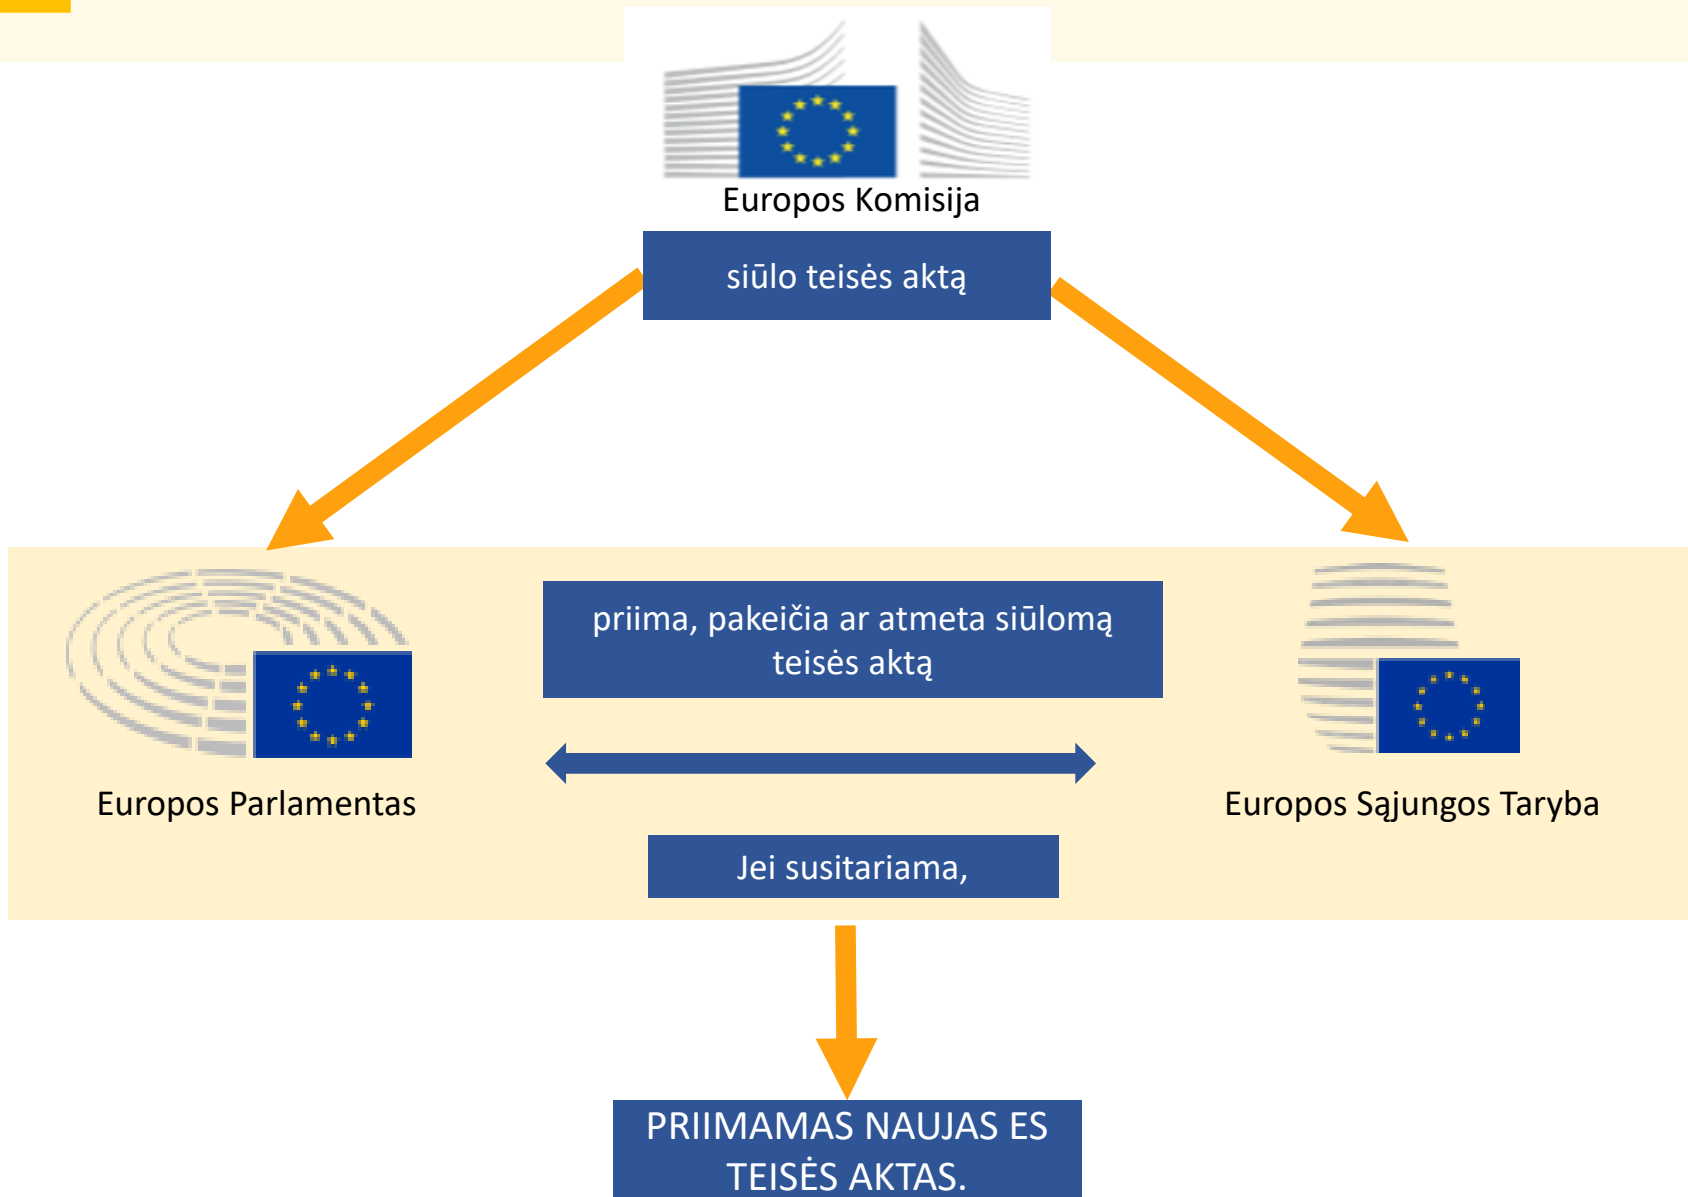 Europos Komisija
siūlo teisės aktą
priima, pakeičia ar atmeta siūlomą
teisės aktą
Europos Parlamentas
Europos Sąjungos Taryba
Jei susitariama,
PRIIMAMAS NAUJAS ES
TEISĖS AKTAS.